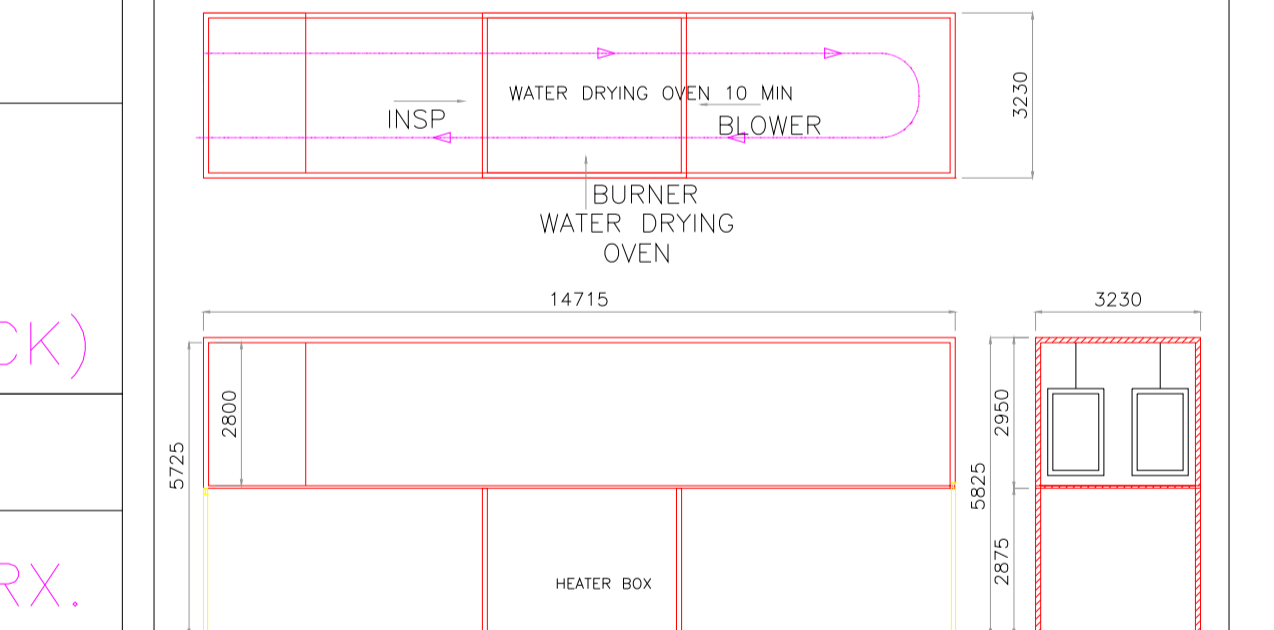 WATER DRYING OVEN 10 MIN
INSP
BLOWER
3230
BURNER
WATER DRYING
OVEN
14715
3230
CK)
2800
5725
2950
5825
2875
HEATER BOX
RX.